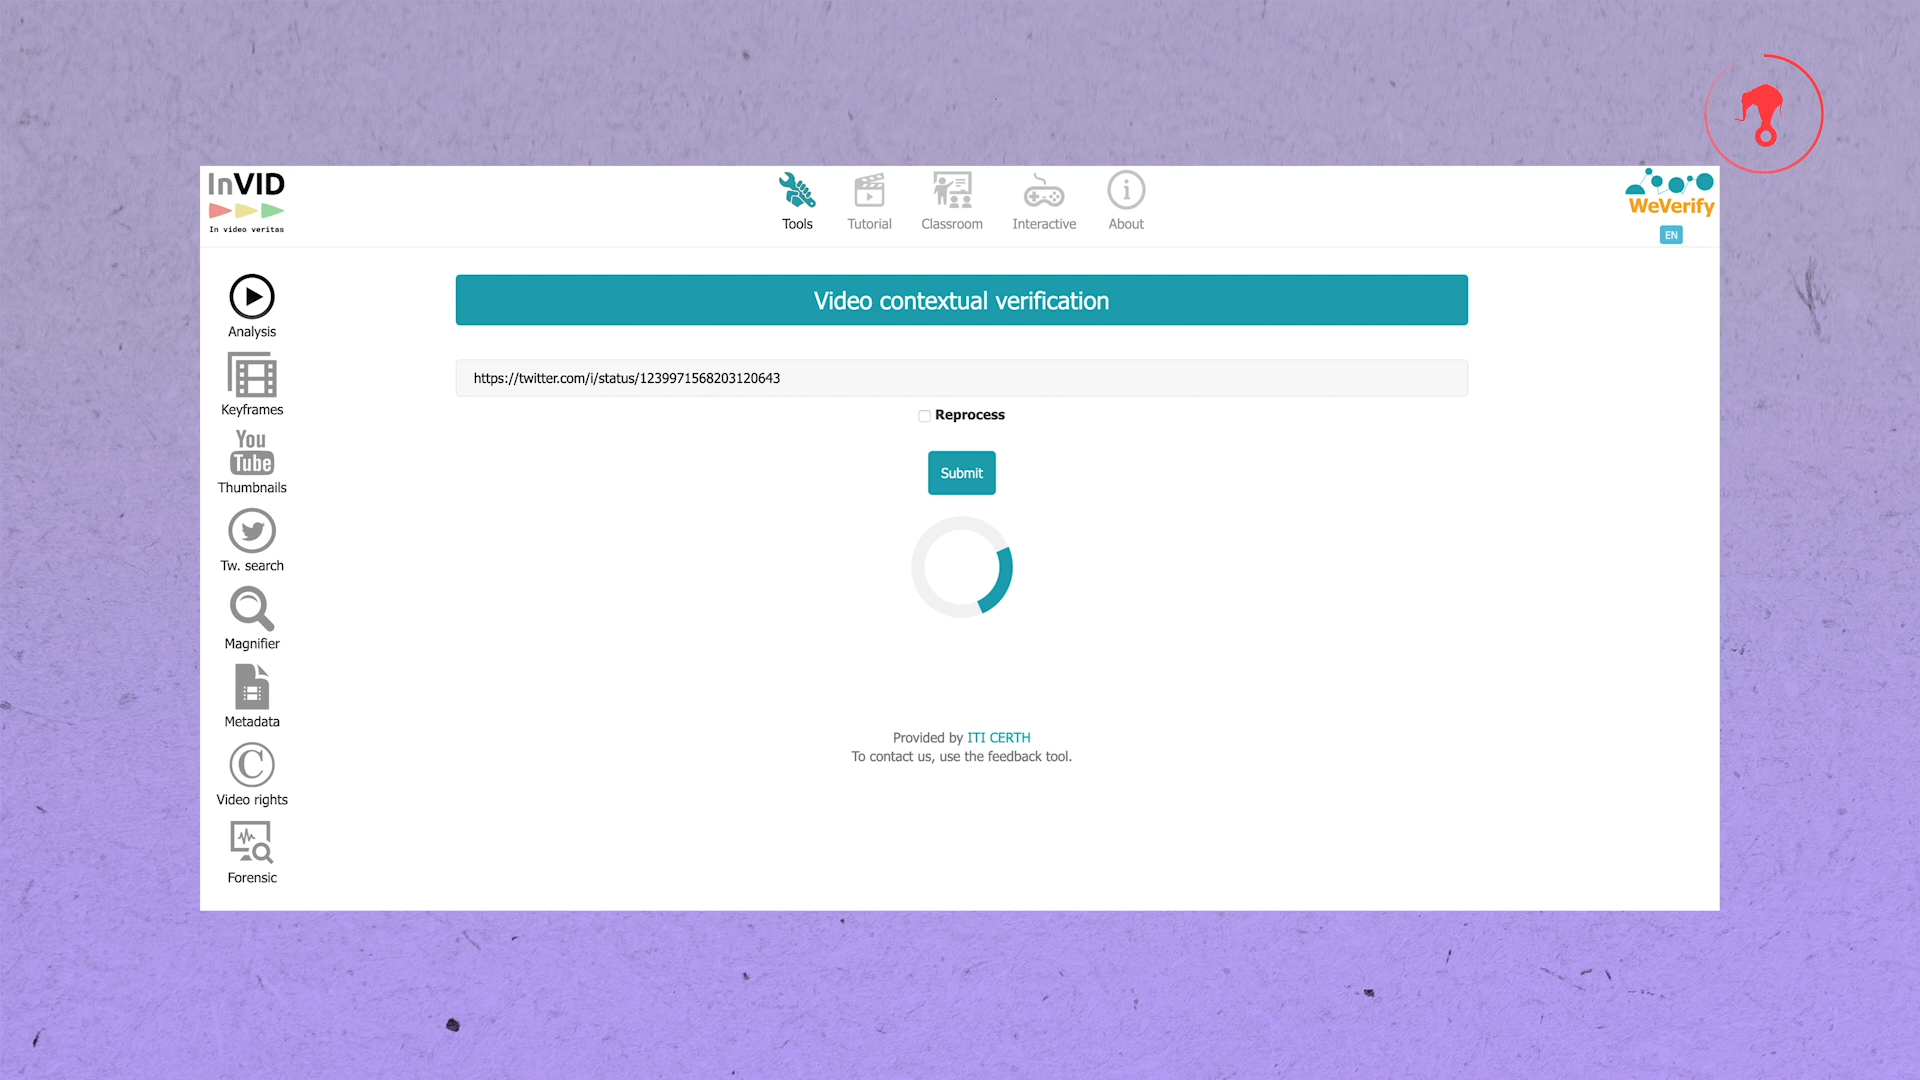 InVID
In video veritas
Tools
Tutorial
Classroom
Interactive
About
WeVerify
EN
Analysis
Keyframes
You
Tube
Thumbnails
Tw. search
Magnifier
Metadata
C
Video rights
Forensic
Video contextual verification
https://twitter.com/i/status/1239971568203120643
Reprocess
Submit
Provided by ITI CERTH
To contact us, use the feedback tool.